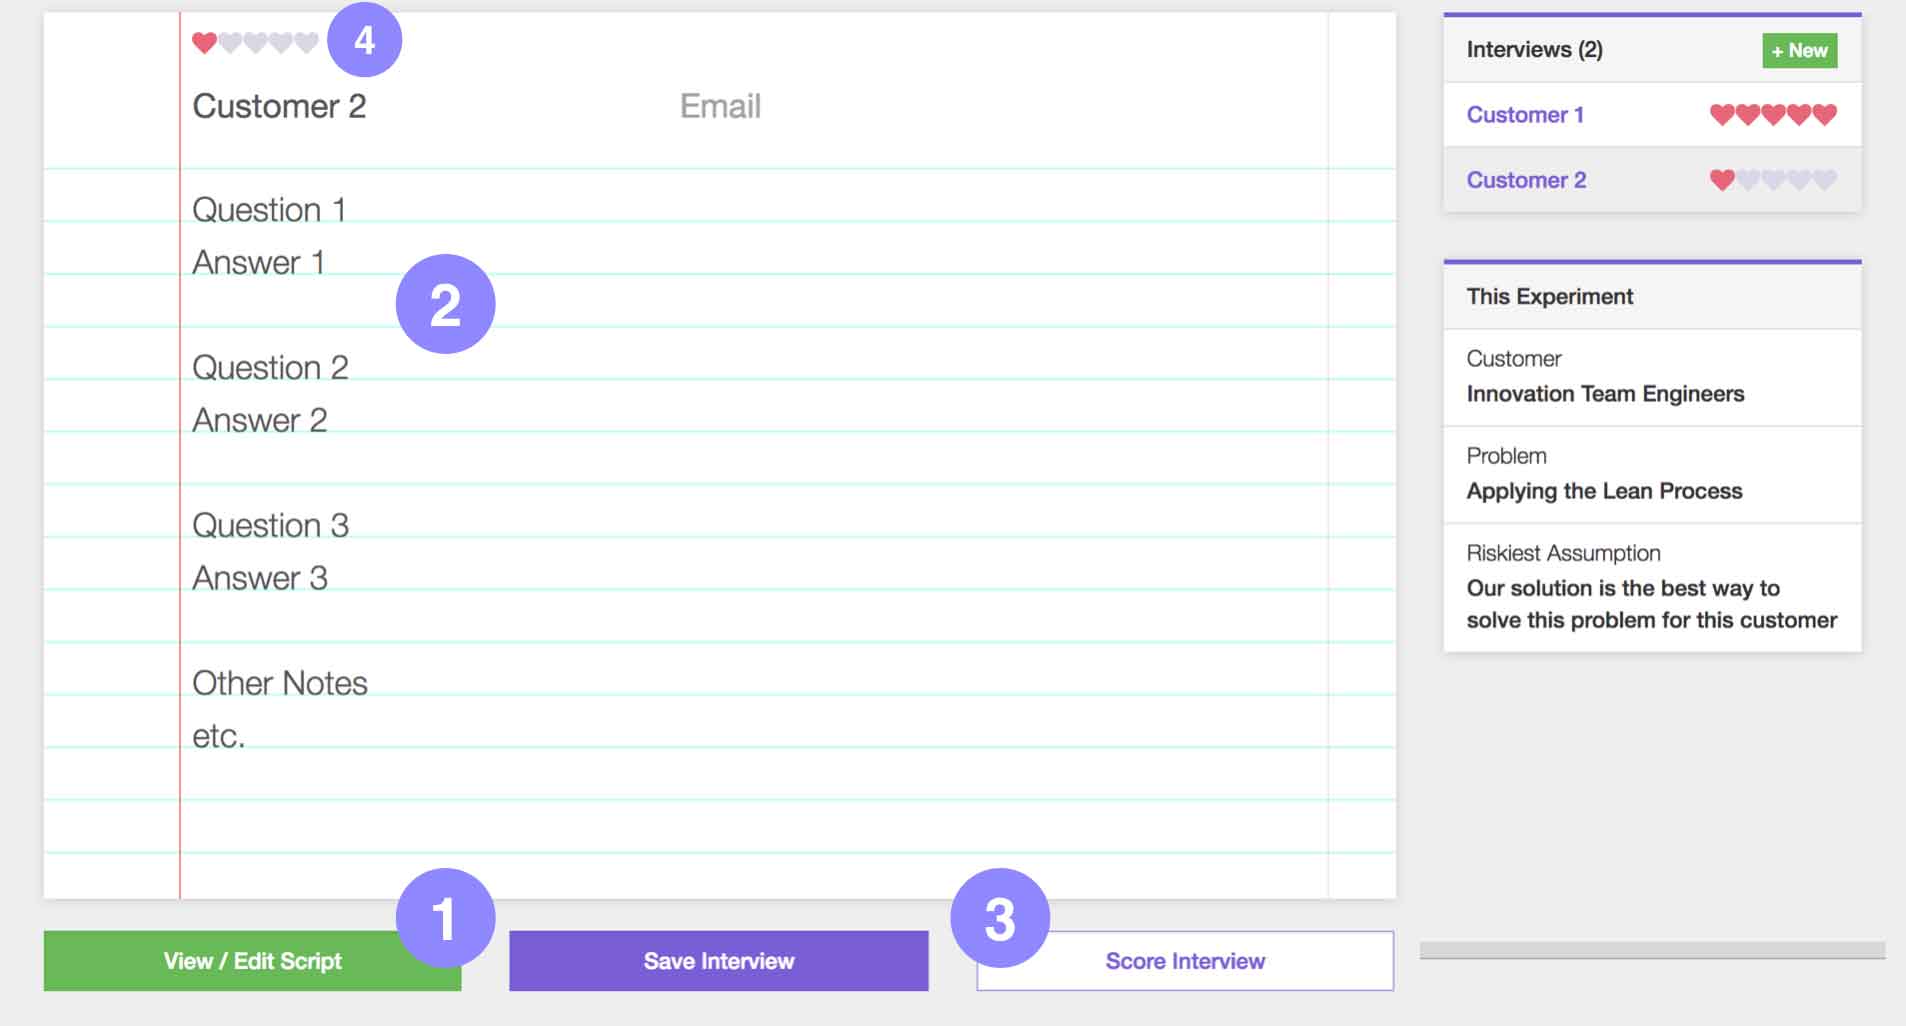 4
Customer 2 Email
Question 1
Answer 1
2
Question 2
Answer 2
Question 3
Answer 3
Other Notes
etc.
1
3
View / Edit Script
Save Interview
Score Interview
Interviews (2)
+ New
Customer 1
Customer 2
This Experiment
Customer
Innovation Team Engineers
Problem
Applying the Lean Process
Riskiest Assumption
Our solution is the best way to
solve this problem for this customer